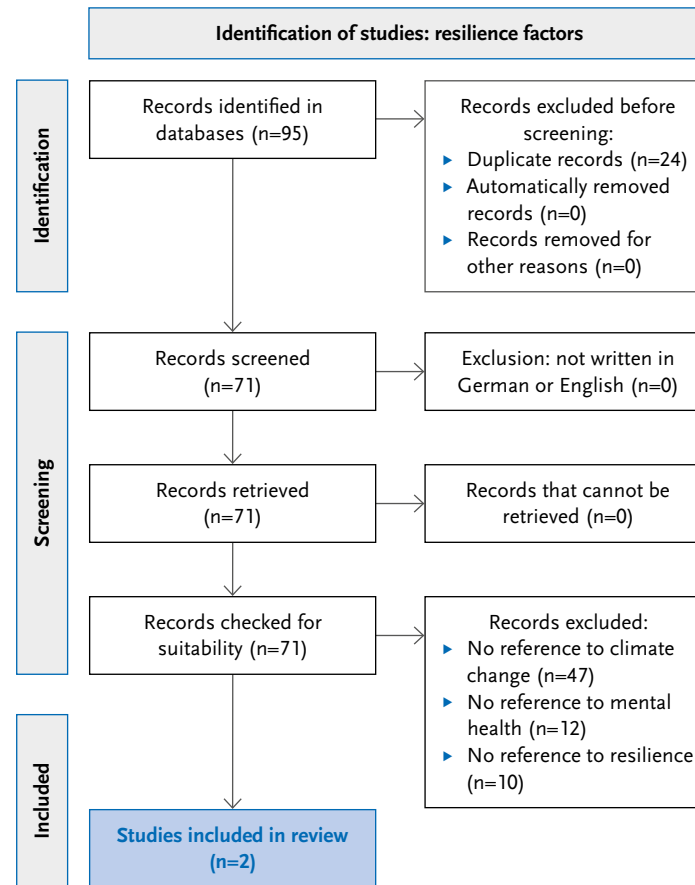 Identification of studies: resilience factors
Identification
Records identified in
databases (n=95)
Records excluded before
screening:
▶ Duplicate records (n=24)
▶ Automatically removed
records (n=0)
▶ Records removed for
other reasons (n=0)
Screening
Records screened
(n=71)
Exclusion: not written in
German or English (n=0)
Records retrieved
(n=71)
Records that cannot be
retrieved (n=0)
Records checked for
suitability (n=71)
Records excluded:
▶ No reference to climate
change (n=47)
▶ No reference to mental
health (n=12)
▶ No reference to resilience
(n=10)
Included
Studies included in review
(n=2)